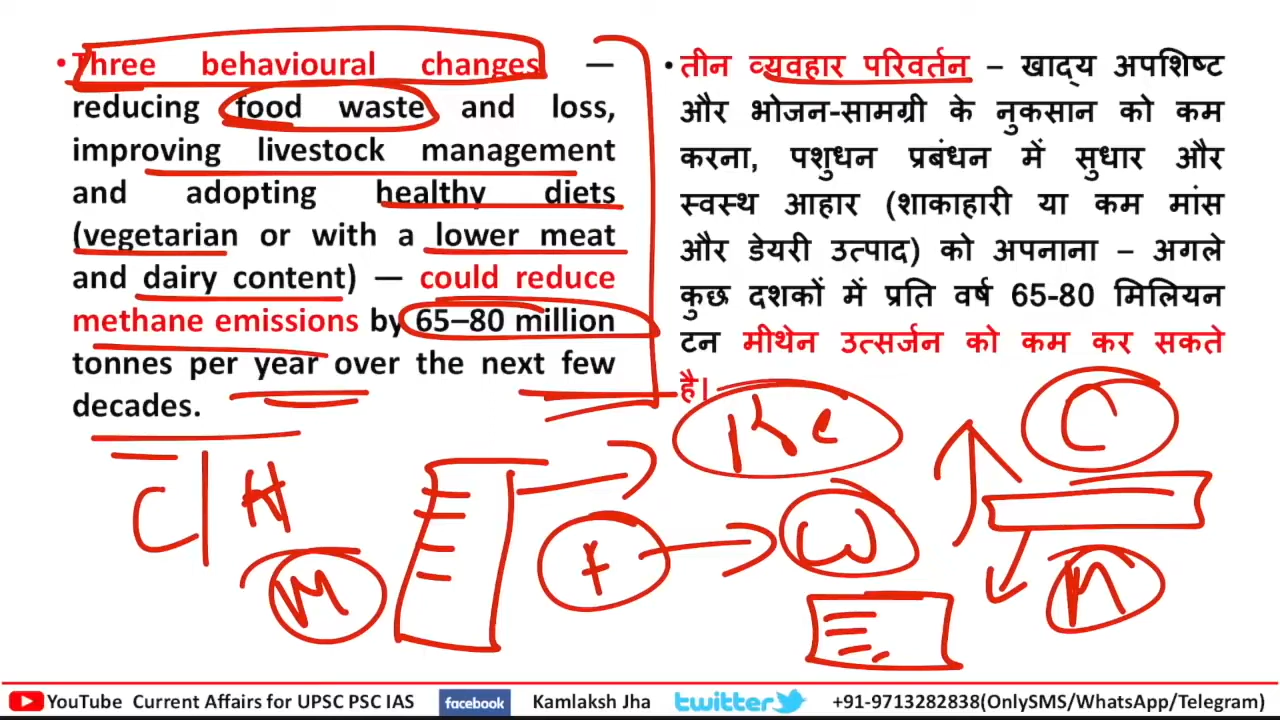 • Three behavioural changes —
reducing food waste and loss,
improving livestock management
and adopting healthy diets
(vegetarian or with a lower meat
and dairy content) — could reduce
methane emissions by 65–80 million
tonnes per year over the next few
decades.
• तीन व्यवहार परिवर्तन – खाद्य अपशिष्ट
और भोजन-सामग्री के नुकसान को कम
करना, पशुधन प्रबंधन में सुधार और
स्वस्थ आहार (शाकाहारी या कम मांस
और डेयरी उत्पाद) को अपनाना – अगले
कुछ दशकों में प्रति वर्ष 65-80 मिलियन
टन मीथेन उत्सर्जन को कम कर सकते
है।
C H
M
W
C
M
YouTube Current Affairs for UPSC PSC IAS facebook Kamlaksh Jha twitter +91-9713282838(OnlySMS/WhatsApp/Telegram)